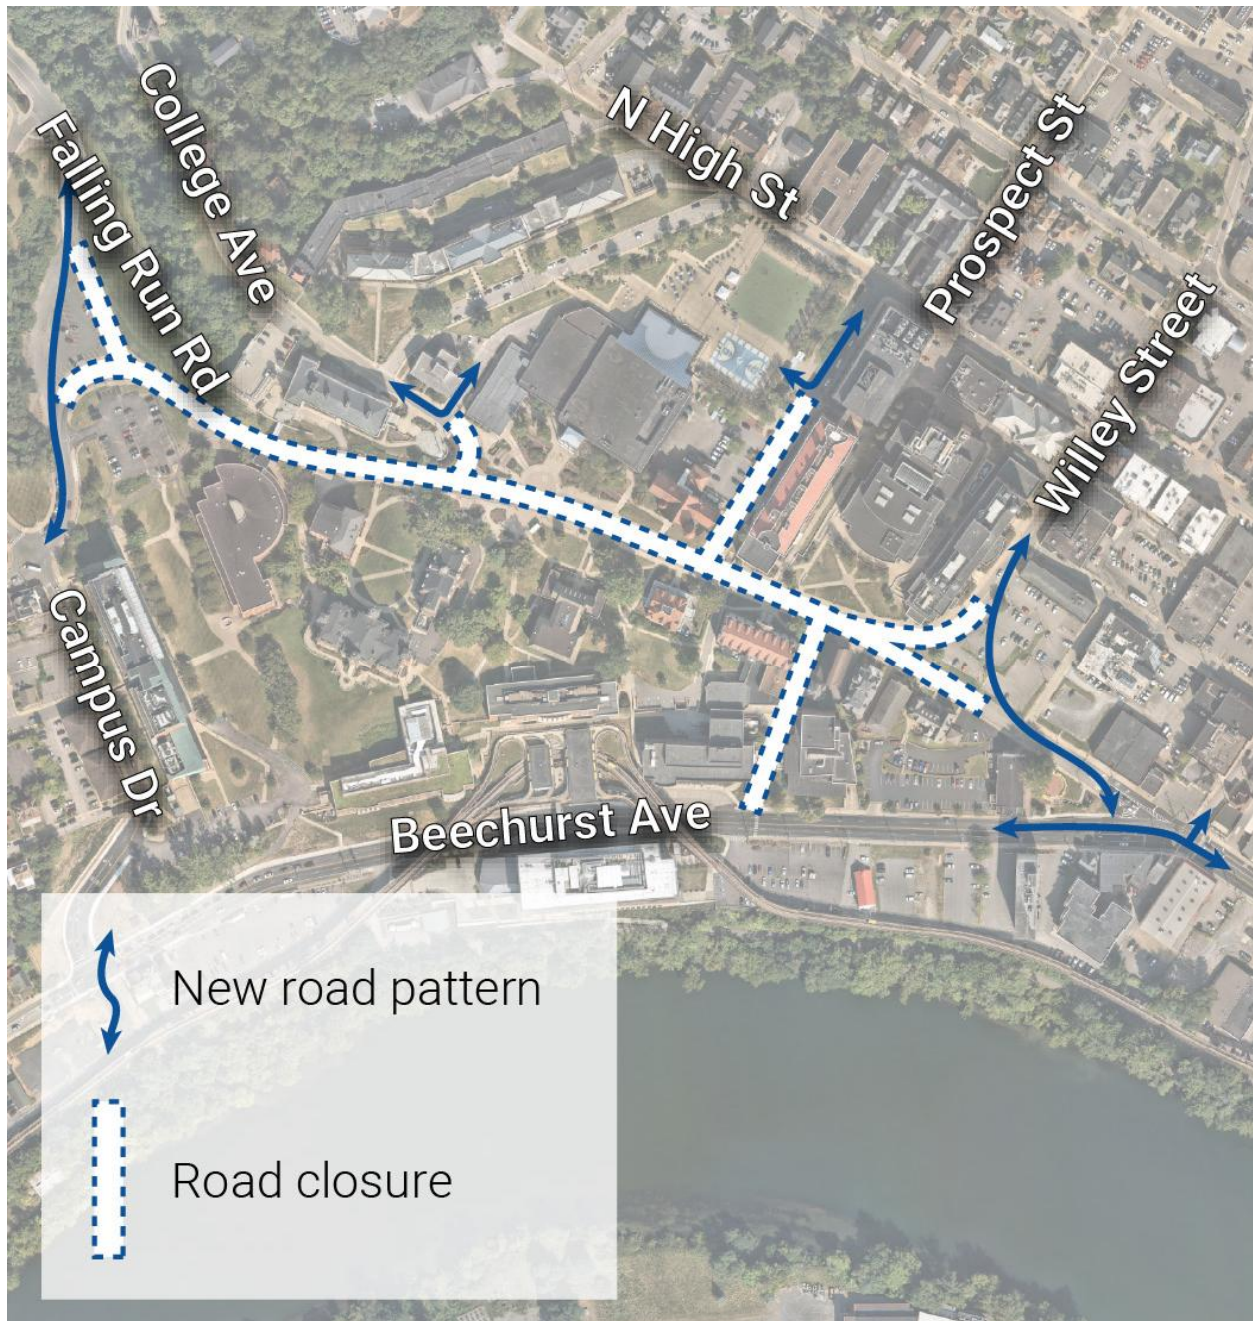 College Ave
Falling Run Rd
N High St
Prospect St
Willey Street
Campus Dr
Beechurst Ave
New road pattern
Road closure